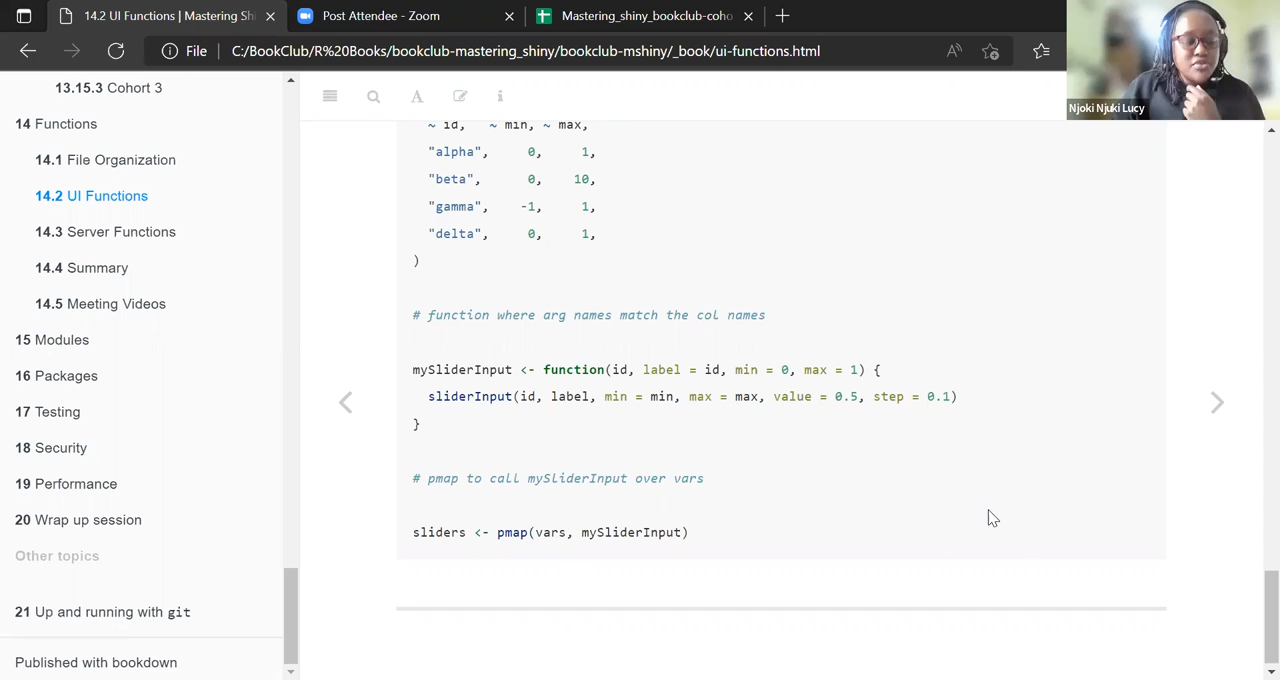 14.2 UI Functions | Mastering Shi
Post Attendee - Zoom
Mastering_shiny_bookclub-coho
File
C:/BookClub/R%20Books/bookclub-mastering_shiny/bookclub-mshiny/_book/ui-functions.html
Njoki Njuki Lucy
13.15.3 Cohort 3
14 Functions
14.1 File Organization
14.2 UI Functions
14.3 Server Functions
14.4 Summary
14.5 Meeting Videos
15 Modules
16 Packages
17 Testing
18 Security
19 Performance
20 Wrap up session
Other topics
21 Up and running with git
Published with bookdown
~ id, ~ min, ~ max,
"alpha", 0, 1,
"beta", 0, 10,
"gamma", -1, 1,
"delta", 0, 1,
)
# function where arg names match the col names
mySliderInput <- function(id, label = id, min = 0, max = 1) {
sliderInput(id, label, min = min, max = max, value = 0.5, step = 0.1)
}
# pmap to call mySliderInput over vars
sliders <- pmap(vars, mySliderInput)